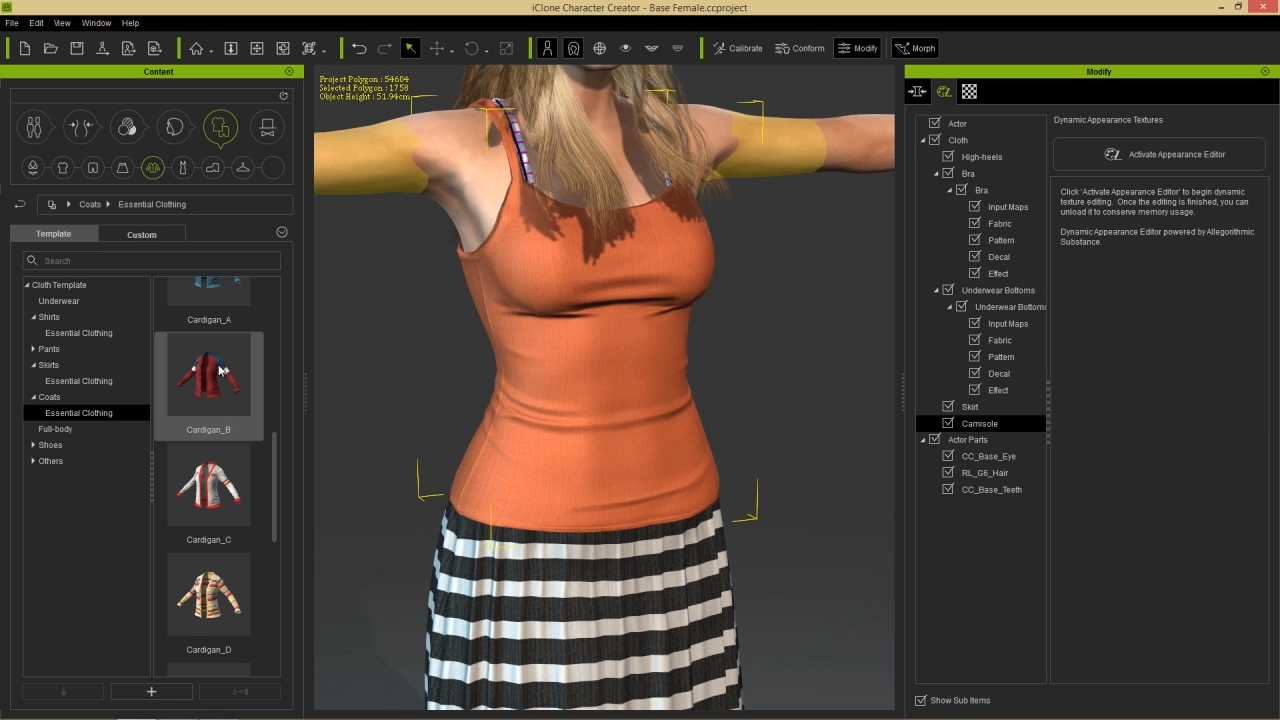 iClone Character Creator - Base Female.ccproject
File Edit View Window Help
Calibrate Conform Modify Morph
Content
Coats Essential Clothing
Template Custom
Search
Cloth Template
Underwear
Shirts
Essential Clothing
Pants
Skirts
Essential Clothing
Coats
Essential Clothing
Full-body
Shoes
Others
Cardigan_A
Cardigan_B
Cardigan_C
Cardigan_D
Project Polygon : 54604
Selected Polygon : 1758
Object Height : 51.94cm
Modify
Actor
Cloth
High-heels
Bra
Bra
Input Maps
Fabric
Pattern
Decal
Effect
Underwear Bottoms
Underwear Bottoms
Input Maps
Fabric
Pattern
Decal
Effect
Skirt
Camisole
Actor Parts
CC_Base_Eye
RL_G6_Hair
CC_Base_Teeth
Show Sub Items
Dynamic Appearance Textures
Activate Appearance Editor
Click 'Activate Appearance Editor' to begin dynamic
texture editing. Once the editing is finished, you can
unload it to conserve memory usage.
Dynamic Appearance Editor powered by Allegorithmic
Substance.